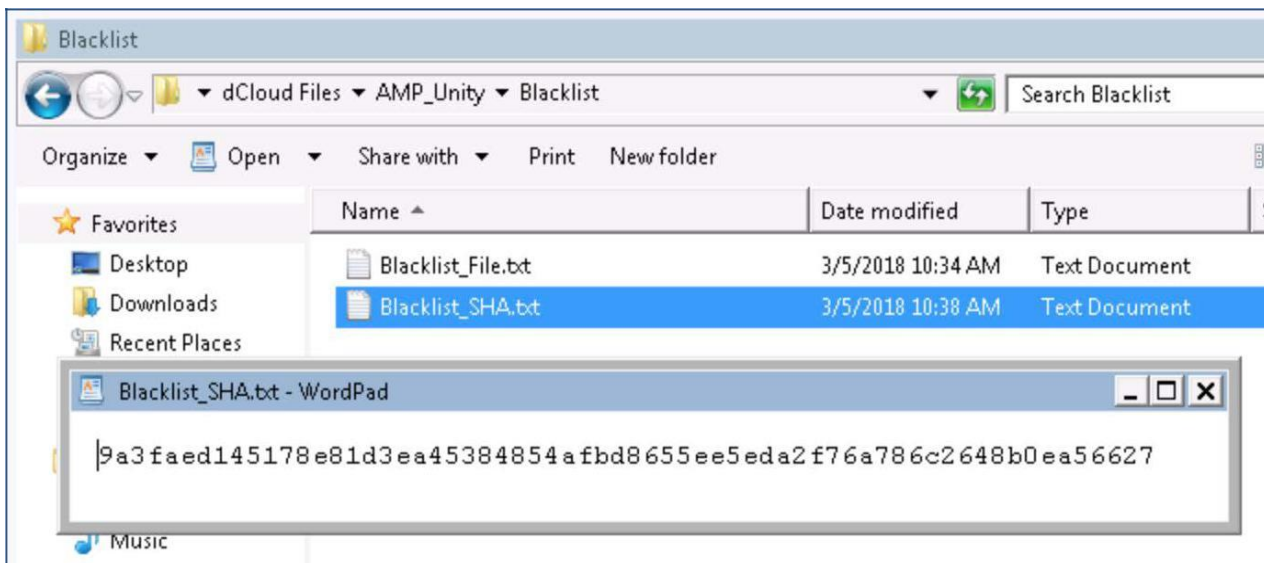 Blacklist
dCloud Files AMP_Unity Blacklist Search Blacklist
Organize Open Share with Print New folder
Name Date modified Type
Favorites
Desktop Blacklist_File.txt 3/5/2018 10:34 AM Text Document
Downloads Blacklist_SHA.txt 3/5/2018 10:38 AM Text Document
Recent Places
Blacklist_SHA.txt - WordPad
9a3faed145178e81d3ea45384854afbd8655ee5eda2f76a786c2648b0ea56627
Music